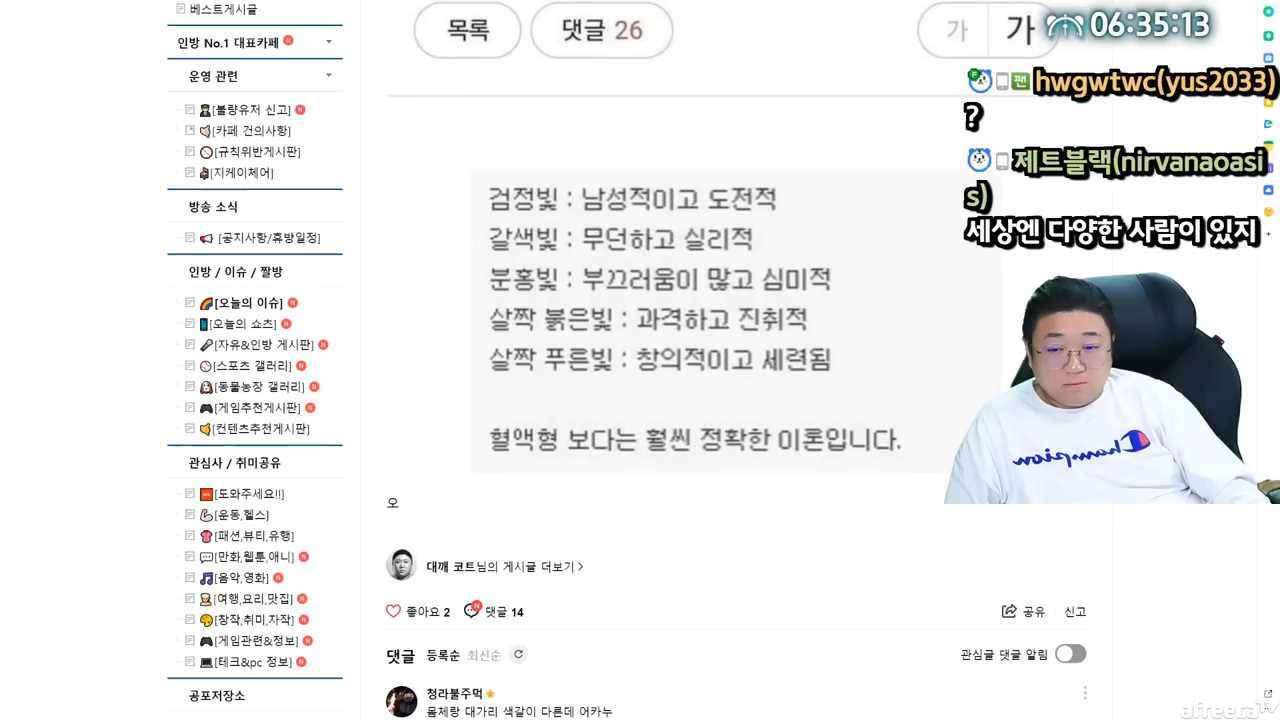 베스트게시글
인방 No.1 대표카페
운영 관련
[불량유저 신고]
[카페 건의사항]
[규칙위반게시판]
[지케이체어]
방송 소식
[공지사항/휴방일정]
인방 / 이슈 / 짤방
[오늘의 이슈]
[오늘의 쇼츠]
[자유&인방 게시판]
[스포츠 갤러리]
[동물농장 갤러리]
[게임추천게시판]
[컨텐츠추천게시판]
관심사 / 취미공유
[도와주세요!!]
[운동,헬스]
[패션,뷰티,유행]
[만화,웹툰,애니]
[음악,영화]
[여행,요리,맛집]
[창작,취미,자작]
[게임관련&정보]
[테크&pc 정보]
공포저장소
목록 댓글 26 가 가
06:35:13
팬 hwgwtwc(yus2033)
?
제트블랙(nirvanaoasi
s)
세상엔 다양한 사람이 있지
검정빛 : 남성적이고 도전적
갈색빛 : 무던하고 실리적
분홍빛 : 부끄러움이 많고 심미적
살짝 붉은빛 : 과격하고 진취적
살짝 푸른빛 : 창의적이고 세련됨
혈액형 보다는 훨씬 정확한 이론입니다.
Champion
오
대깨 코트님의 게시글 더보기 >
좋아요 2 댓글 14 공유 신고
댓글 등록순 최신순 관심글 댓글 알림
청라불주먹
몸체랑 대가리 색갈이 다른데 어카누
afreecaTV